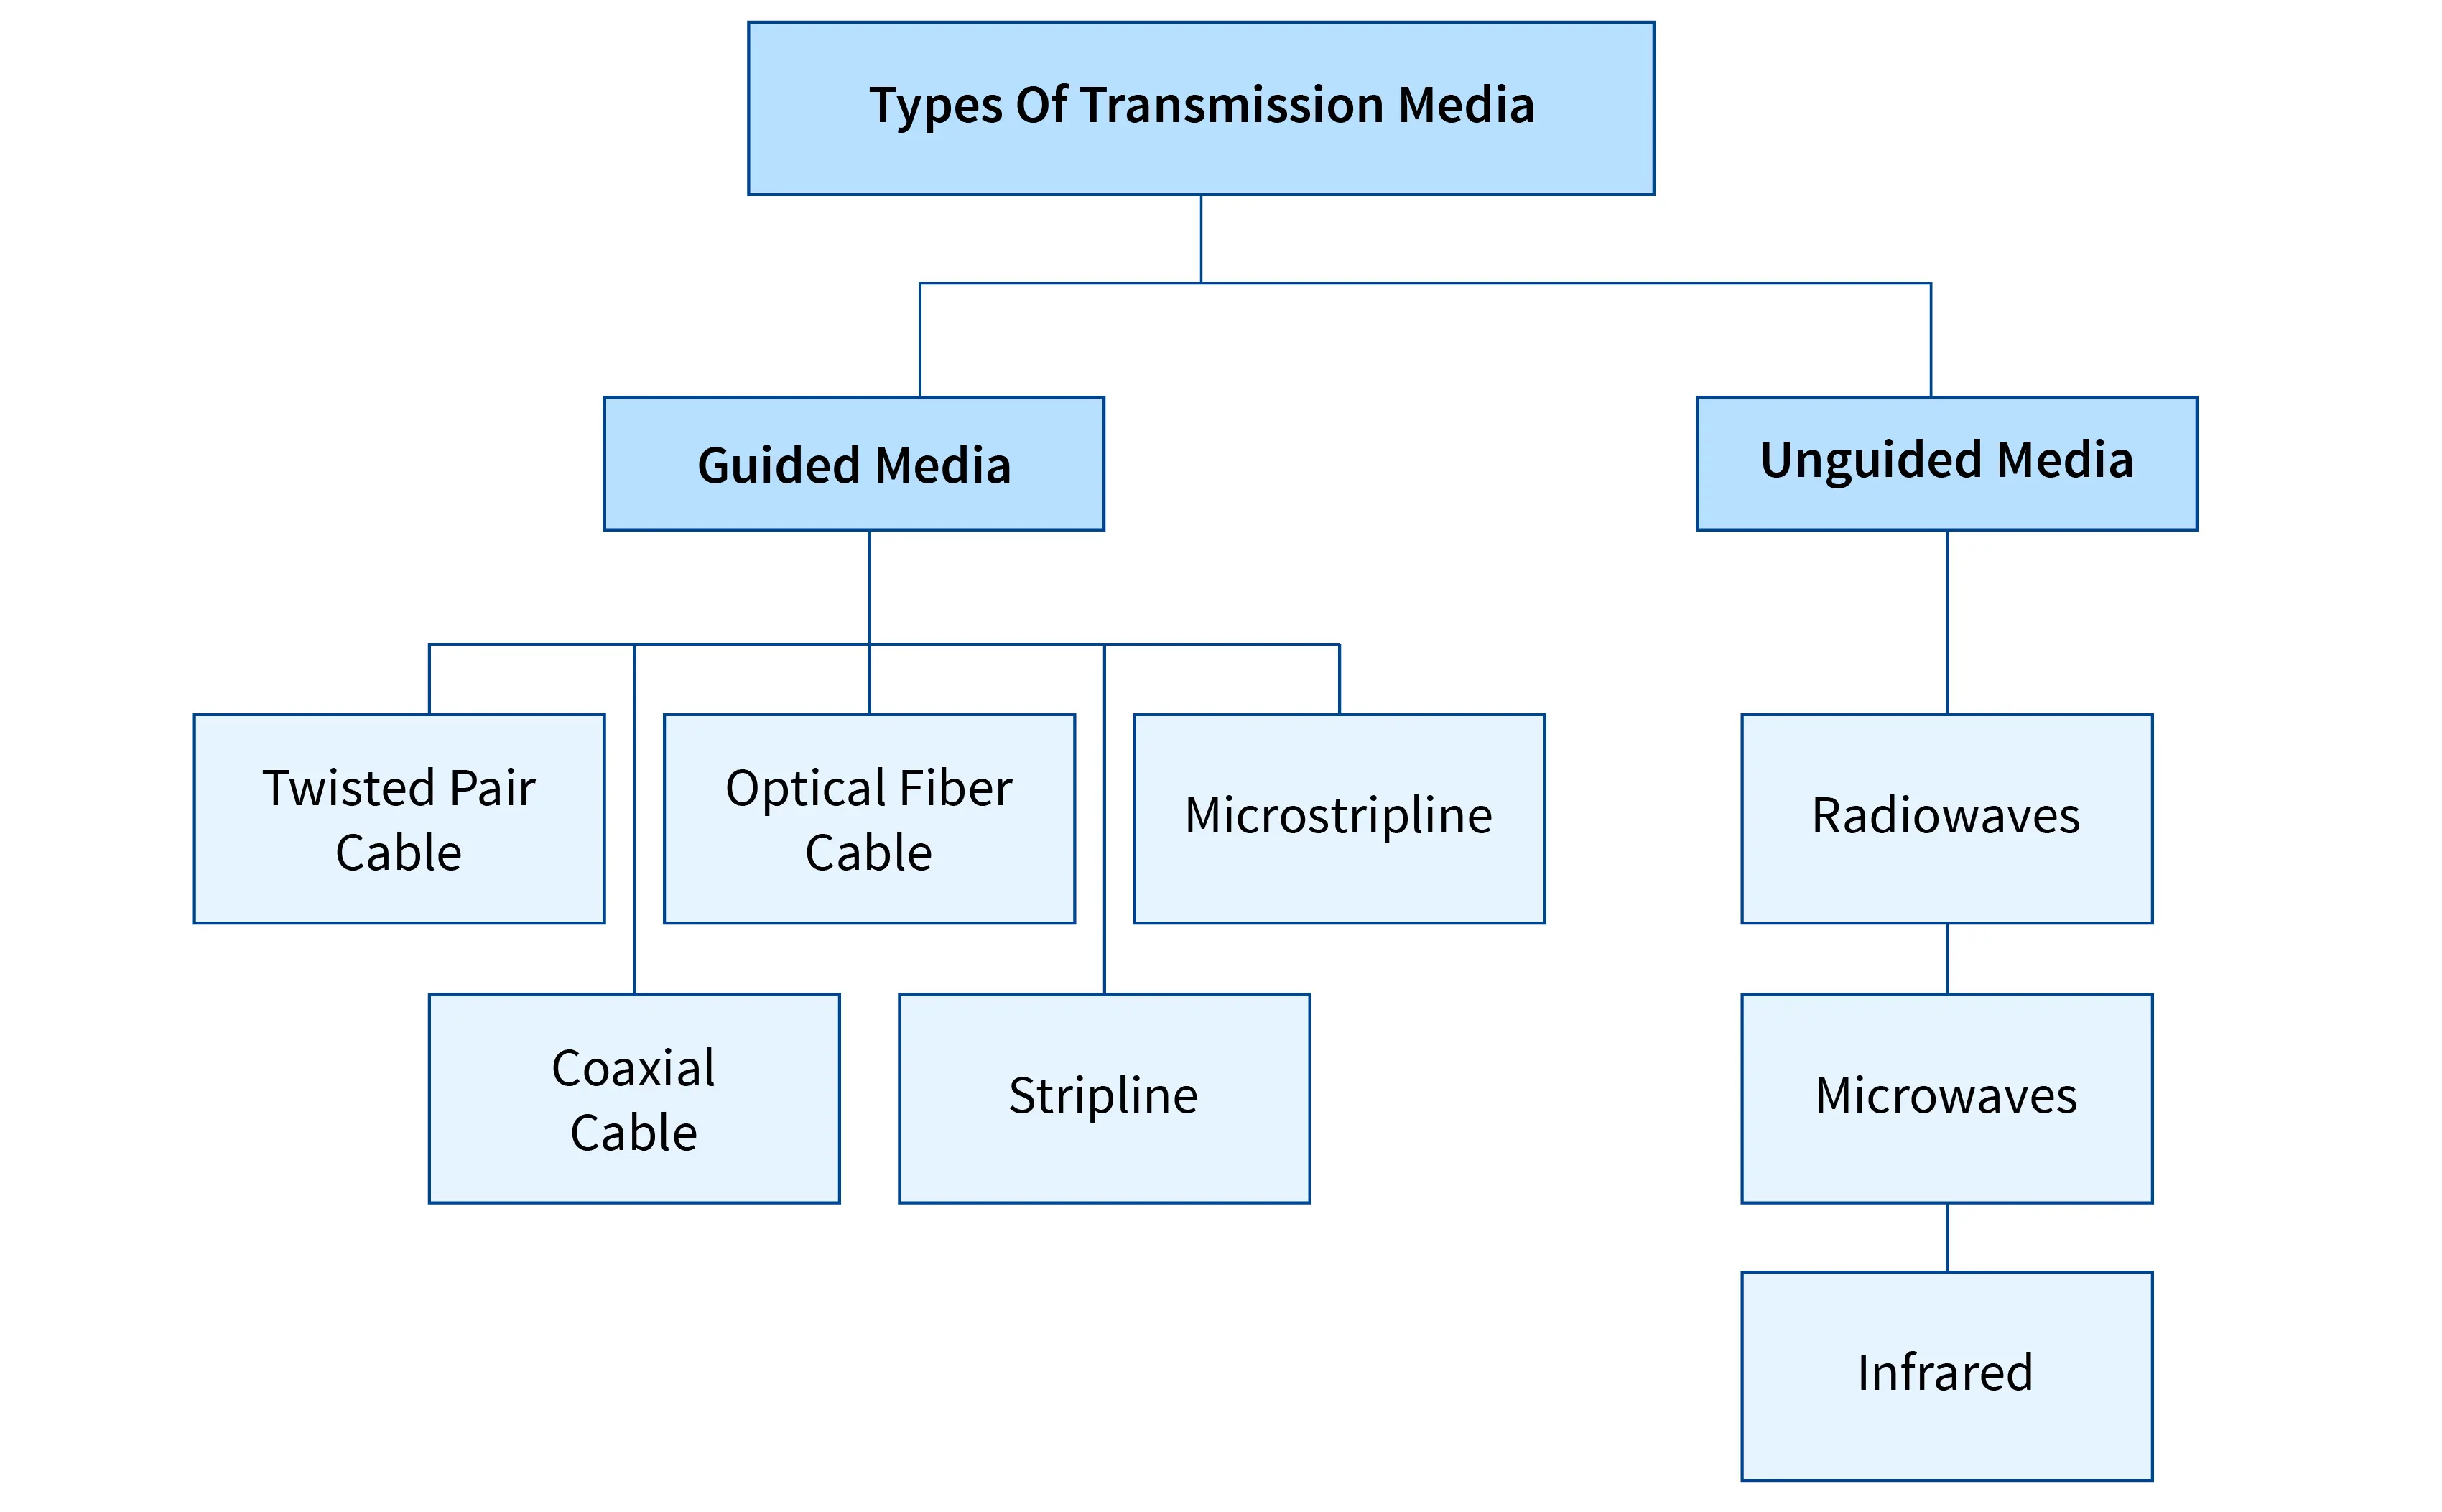 Types Of Transmission Media
Guided Media
Unguided Media
Twisted Pair
Cable
Optical Fiber
Cable
Microstripline
Radiowaves
Coaxial
Cable
Stripline
Microwaves
Infrared